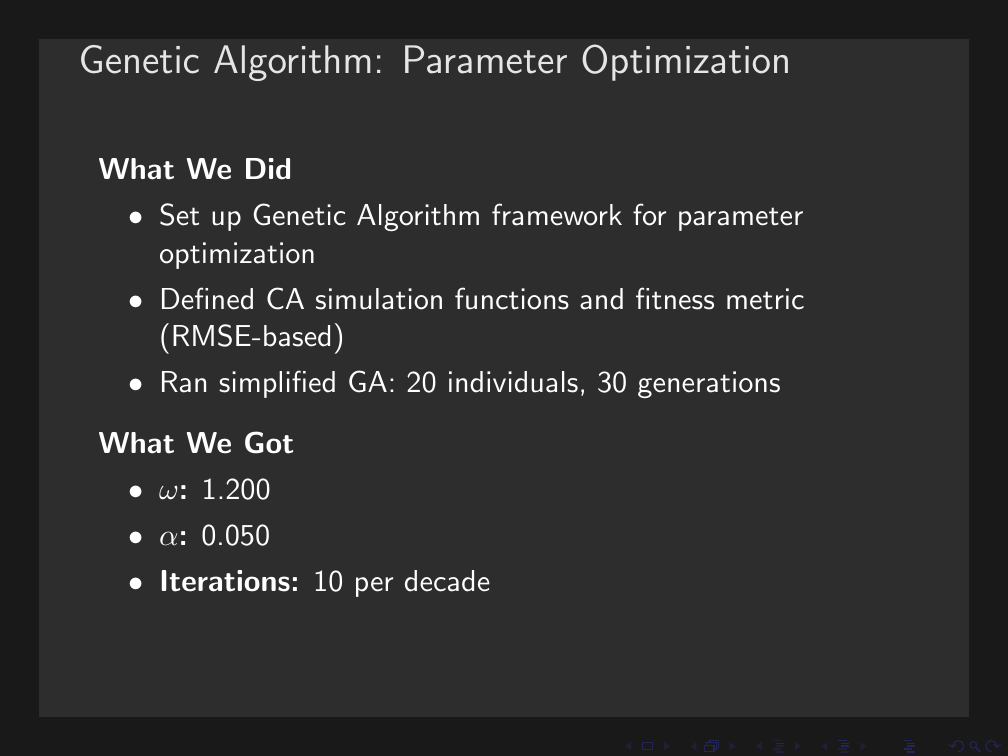 Genetic Algorithm: Parameter Optimization
What We Did
• Set up Genetic Algorithm framework for parameter
optimization
• Defined CA simulation functions and fitness metric
(RMSE-based)
• Ran simplified GA: 20 individuals, 30 generations
What We Got
• ω: 1.200
• α: 0.050
• Iterations: 10 per decade